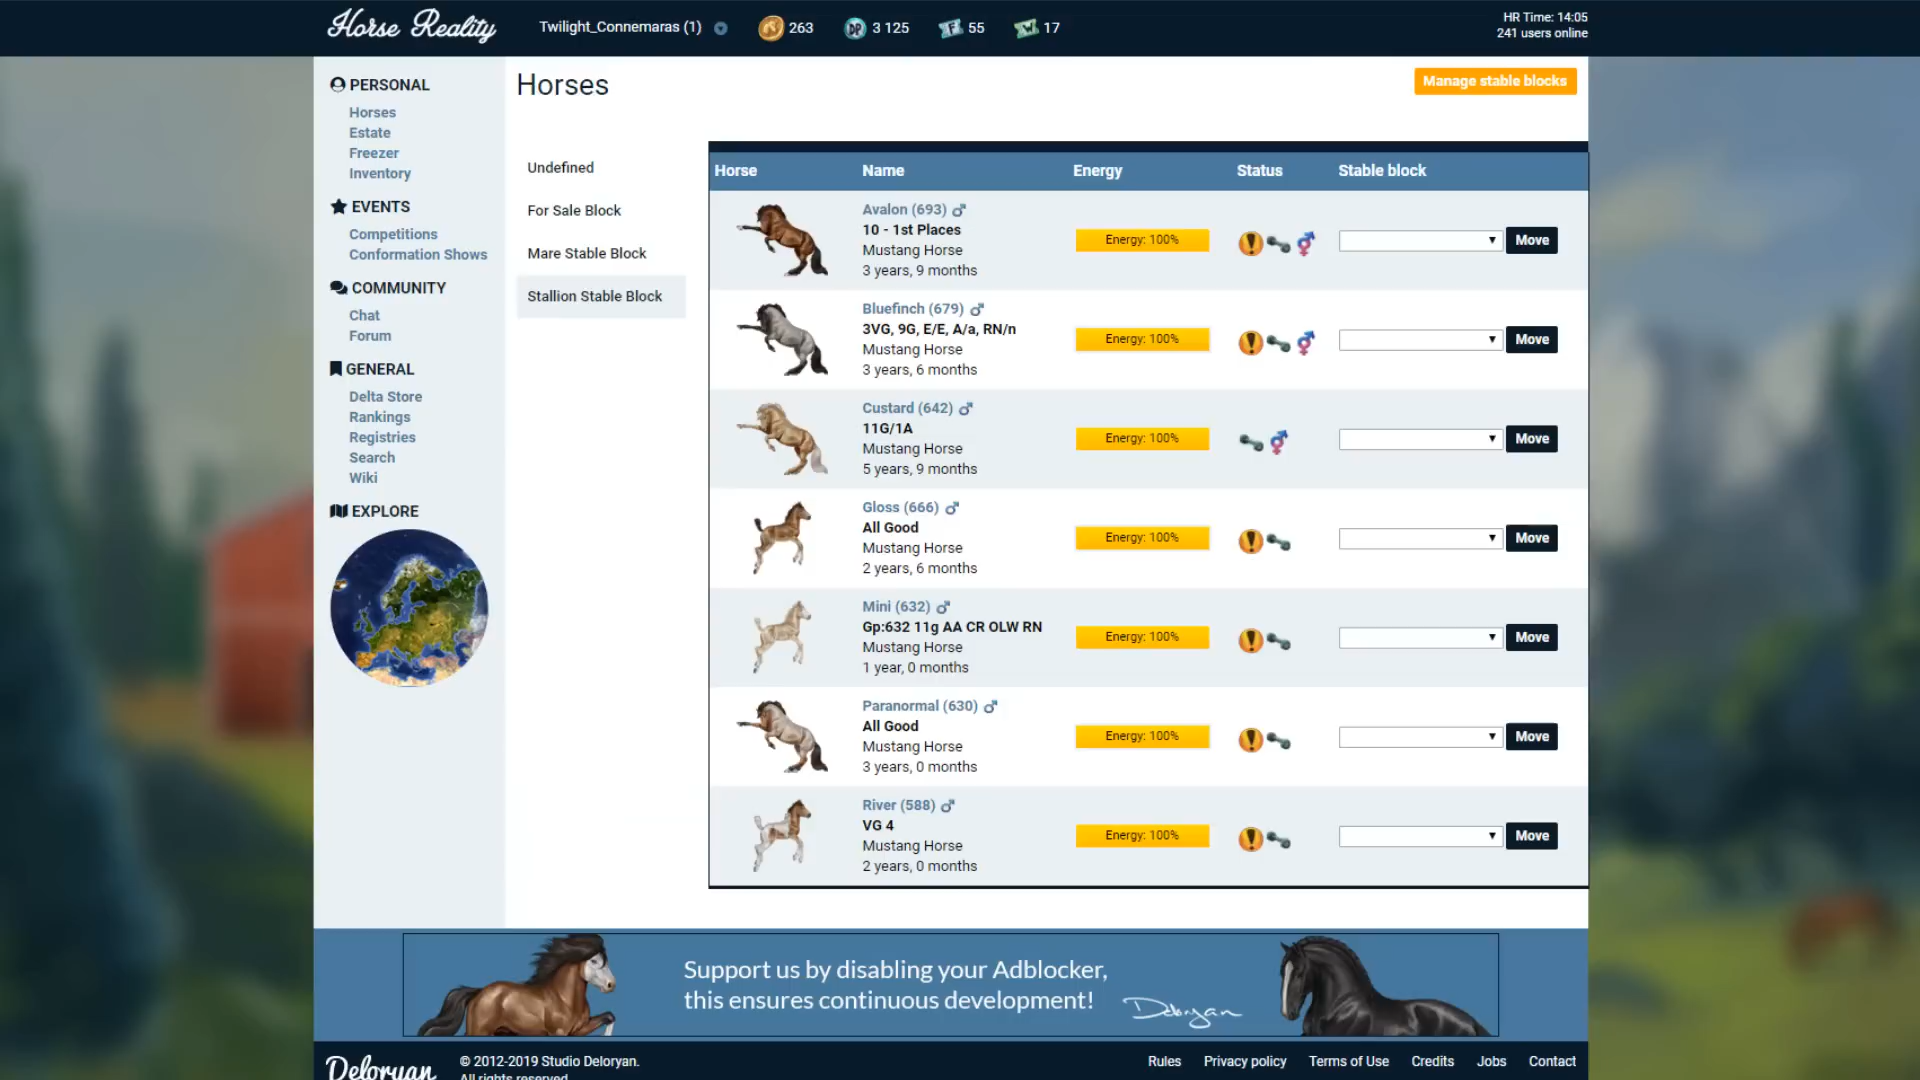 Horse Reality
Twilight_Connemaras (1)
263
3 125
55
17
HR Time: 14:05
241 users online
PERSONAL
Horses
Estate
Freezer
Inventory
EVENTS
Competitions
Conformation Shows
COMMUNITY
Chat
Forum
GENERAL
Delta Store
Rankings
Registries
Search
Wiki
EXPLORE
Horses
Manage stable blocks
Undefined
For Sale Block
Mare Stable Block
Stallion Stable Block
Horse Name Energy Status Stable block
Avalon (693)
10 - 1st Places
Mustang Horse
3 years, 9 months
Energy: 100%
Move
Bluefinch (679)
3VG, 9G, E/E, A/a, RN/n
Mustang Horse
3 years, 6 months
Energy: 100%
Move
Custard (642)
11G/1A
Mustang Horse
5 years, 9 months
Energy: 100%
Move
Gloss (666)
All Good
Mustang Horse
2 years, 6 months
Energy: 100%
Move
Mini (632)
Gp:632 11g AA CR OLW RN
Mustang Horse
1 year, 0 months
Energy: 100%
Move
Paranormal (630)
All Good
Mustang Horse
3 years, 0 months
Energy: 100%
Move
River (588)
VG 4
Mustang Horse
2 years, 0 months
Energy: 100%
Move
Support us by disabling your Adblocker,
this ensures continuous development!
Deloryan
Deloryan
© 2012-2019 Studio Deloryan.
All rights reserved
Rules Privacy policy Terms of Use Credits Jobs Contact